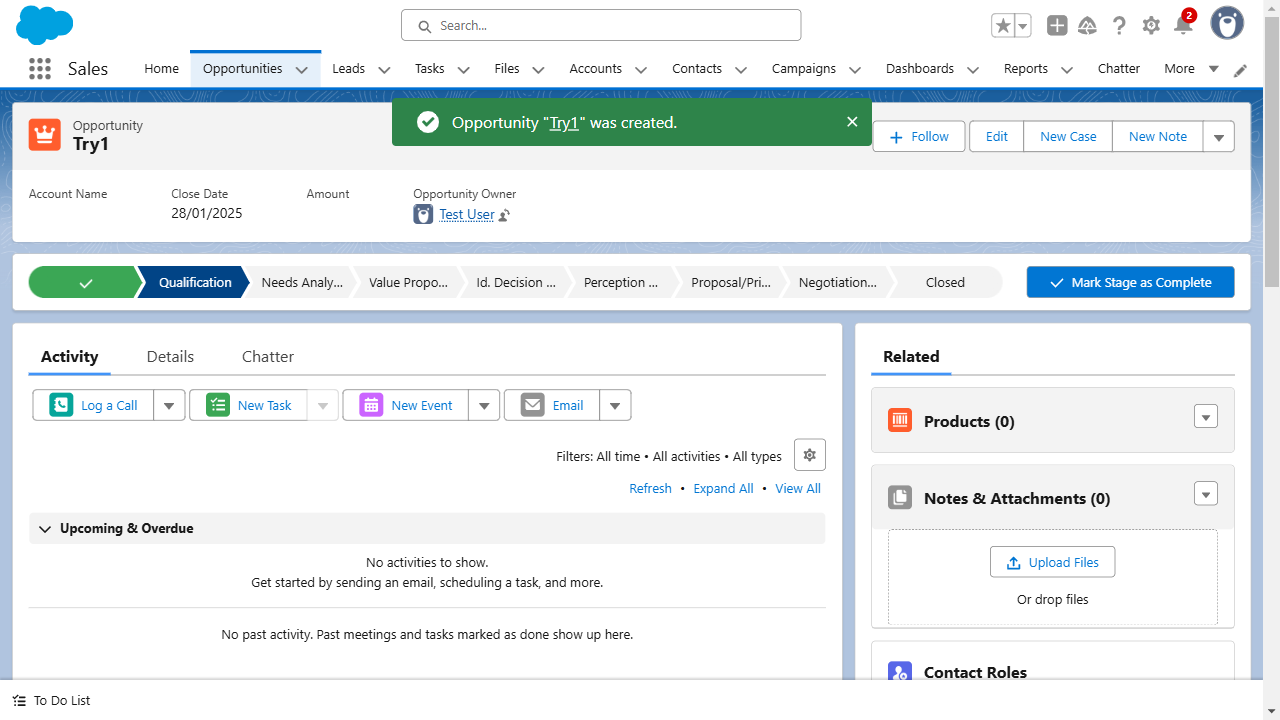 Search...
2
Sales
Home
Opportunities
Leads
Tasks
Files
Accounts
Contacts
Campaigns
Dashboards
Reports
Chatter
More
Opportunity "Try1" was created.
Opportunity
Try1
Follow
Edit
New Case
New Note
Account Name
Close Date
28/01/2025
Amount
Opportunity Owner
Test User
Qualification
Needs Analy...
Value Propo...
Id. Decision ...
Perception ...
Proposal/Pri...
Negotiation...
Closed
Mark Stage as Complete
Activity
Details
Chatter
Log a Call
New Task
New Event
Email
Filters: All time • All activities • All types
Refresh • Expand All • View All
Upcoming & Overdue
No activities to show.
Get started by sending an email, scheduling a task, and more.
No past activity. Past meetings and tasks marked as done show up here.
Related
Products (0)
Notes & Attachments (0)
Upload Files
Or drop files
Contact Roles
To Do List